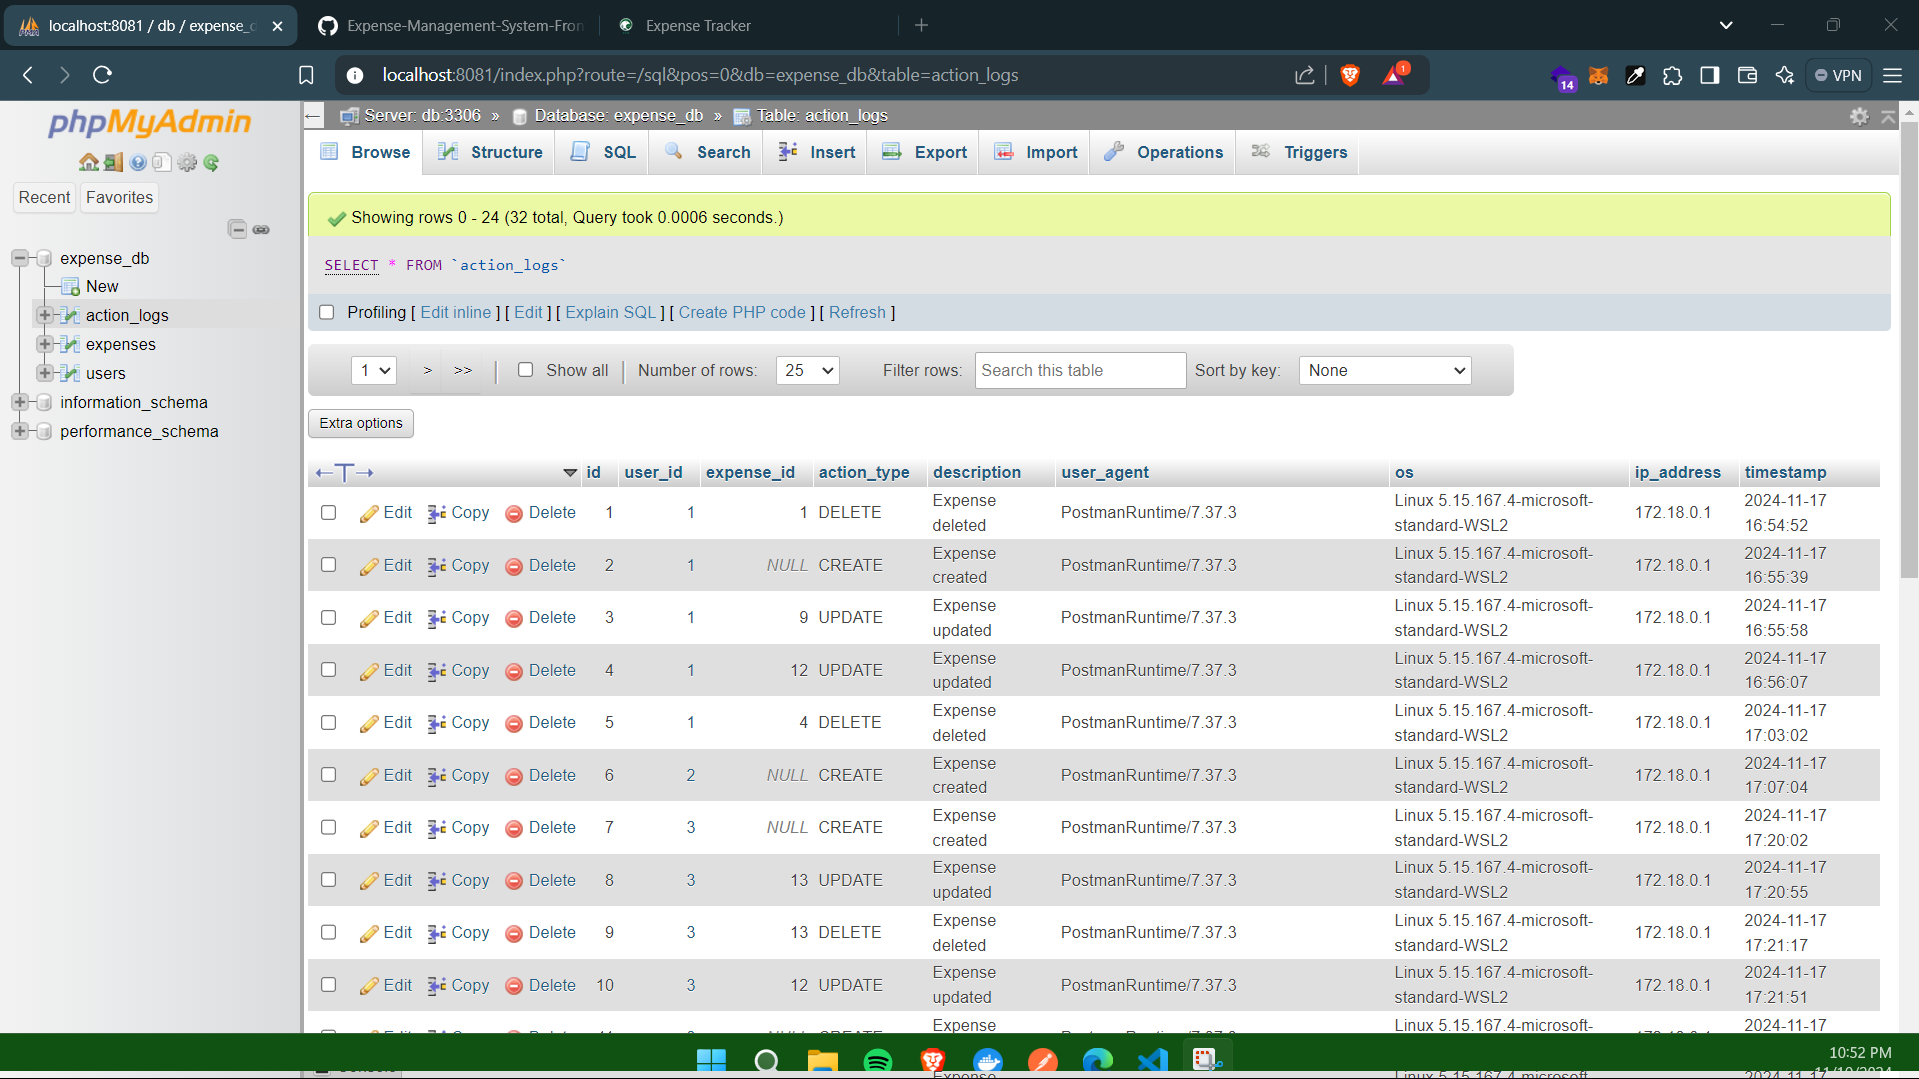 localhost:8081 / db / expense_d
Expense-Management-System-Fron
Expense Tracker
localhost:8081/index.php?route=/sql&pos=0&db=expense_db&table=action_logs
1
14
VPN
phpMyAdmin
Server: db:3306 » Database: expense_db » Table: action_logs
Browse Structure SQL Search Insert Export Import Operations Triggers
Recent Favorites
expense_db
New
action_logs
expenses
users
information_schema
performance_schema
Showing rows 0 - 24 (32 total, Query took 0.0006 seconds.)
SELECT * FROM `action_logs`
Profiling [ Edit inline ] [ Edit ] [ Explain SQL ] [ Create PHP code ] [ Refresh ]
1 > >> Show all Number of rows: 25 Filter rows: Search this table Sort by key: None
Extra options
←T→ id user_id expense_id action_type description user_agent os ip_address timestamp
Edit Copy Delete 1 1 1 DELETE Expense deleted PostmanRuntime/7.37.3 Linux 5.15.167.4-microsoft-standard-WSL2 172.18.0.1 2024-11-17 16:54:52
Edit Copy Delete 2 1 NULL CREATE Expense created PostmanRuntime/7.37.3 Linux 5.15.167.4-microsoft-standard-WSL2 172.18.0.1 2024-11-17 16:55:39
Edit Copy Delete 3 1 9 UPDATE Expense updated PostmanRuntime/7.37.3 Linux 5.15.167.4-microsoft-standard-WSL2 172.18.0.1 2024-11-17 16:55:58
Edit Copy Delete 4 1 12 UPDATE Expense updated PostmanRuntime/7.37.3 Linux 5.15.167.4-microsoft-standard-WSL2 172.18.0.1 2024-11-17 16:56:07
Edit Copy Delete 5 1 4 DELETE Expense deleted PostmanRuntime/7.37.3 Linux 5.15.167.4-microsoft-standard-WSL2 172.18.0.1 2024-11-17 17:03:02
Edit Copy Delete 6 2 NULL CREATE Expense created PostmanRuntime/7.37.3 Linux 5.15.167.4-microsoft-standard-WSL2 172.18.0.1 2024-11-17 17:07:04
Edit Copy Delete 7 3 NULL CREATE Expense created PostmanRuntime/7.37.3 Linux 5.15.167.4-microsoft-standard-WSL2 172.18.0.1 2024-11-17 17:20:02
Edit Copy Delete 8 3 13 UPDATE Expense updated PostmanRuntime/7.37.3 Linux 5.15.167.4-microsoft-standard-WSL2 172.18.0.1 2024-11-17 17:20:55
Edit Copy Delete 9 3 13 DELETE Expense deleted PostmanRuntime/7.37.3 Linux 5.15.167.4-microsoft-standard-WSL2 172.18.0.1 2024-11-17 17:21:17
Edit Copy Delete 10 3 12 UPDATE Expense updated PostmanRuntime/7.37.3 Linux 5.15.167.4-microsoft-standard-WSL2 172.18.0.1 2024-11-17 17:21:51
Expense Linux 5.15.167.4-microsoft- 2024-11-17
10:52 PM